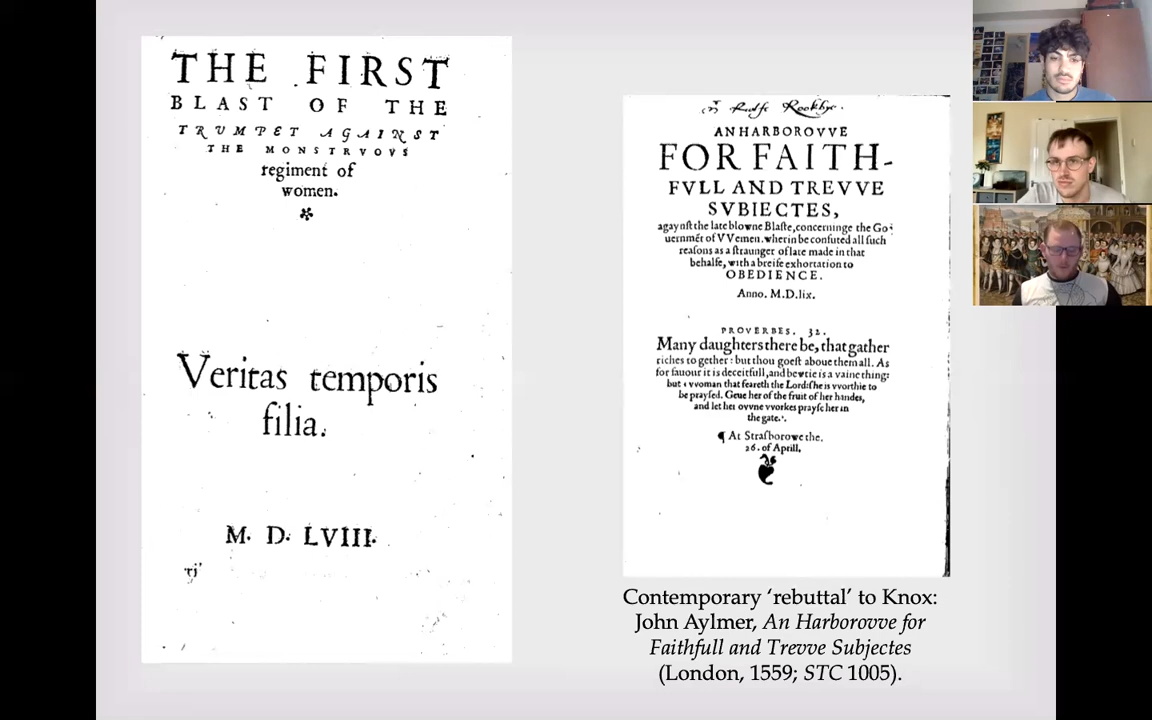 THE FIRST
BLAST OF THE
TRVMPET AGAINST
THE MONSTRVOVS
regiment of
women.
Veritas temporis
filia.
M. D. LVIII.
Rookbye.
AN HARBOROVVE
FOR FAITH-
FVLL AND TREVVE
SVBIECTES,
agaynſt the late blowne Blaſte, concerninge the Go-
uernmẽt of VVemen. wherin be confuted all ſuch
reaſons as a ſtraunger of late made in that
behalfe, with a breife exhortation to
OBEDIENCE.
Anno. M.D.lix.
PROVERBES. 32.
Many daughters there be, that gather
riches to gether: but thou goeſt aboue them all. As
for fauour it is deceitfull, and bewtie is a vaine thing:
but a vvoman that feareth the Lord: ſhe is vvorthie to
be prayſed. Geue her of the fruit of her handes,
and let her ovvne vvorkes prayſe her in
the gate.
¶ At Straſborowe the.
26. of Aprill.
Contemporary ‘rebuttal’ to Knox:
John Aylmer, An Harborovve for
Faithfull and Trevve Subjectes
(London, 1559; STC 1005).